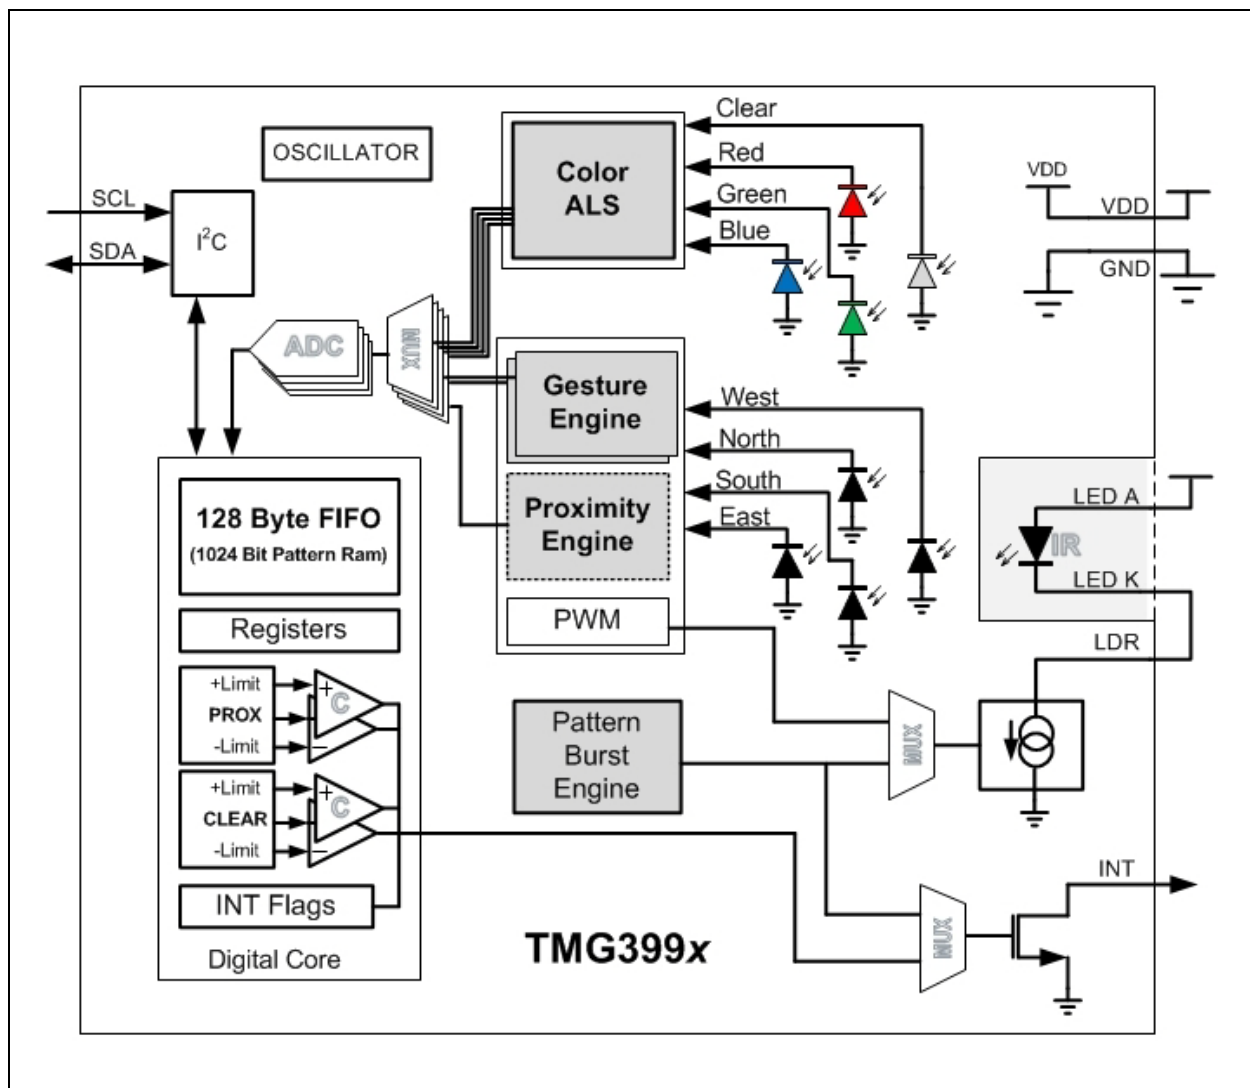 OSCILLATOR
SCL
SDA
I²C
Color
ALS
Clear
Red
Green
Blue
VDD
VDD
GND
ADC
MUX
Gesture
Engine
Proximity
Engine
PWM
West
North
South
East
LED A
IR
LED K
LDR
128 Byte FIFO
(1024 Bit Pattern Ram)
Registers
+Limit
PROX
-Limit
+
C
−
+Limit
CLEAR
-Limit
+
C
−
INT Flags
Digital Core
Pattern
Burst
Engine
MUX
MUX
INT
TMG399x